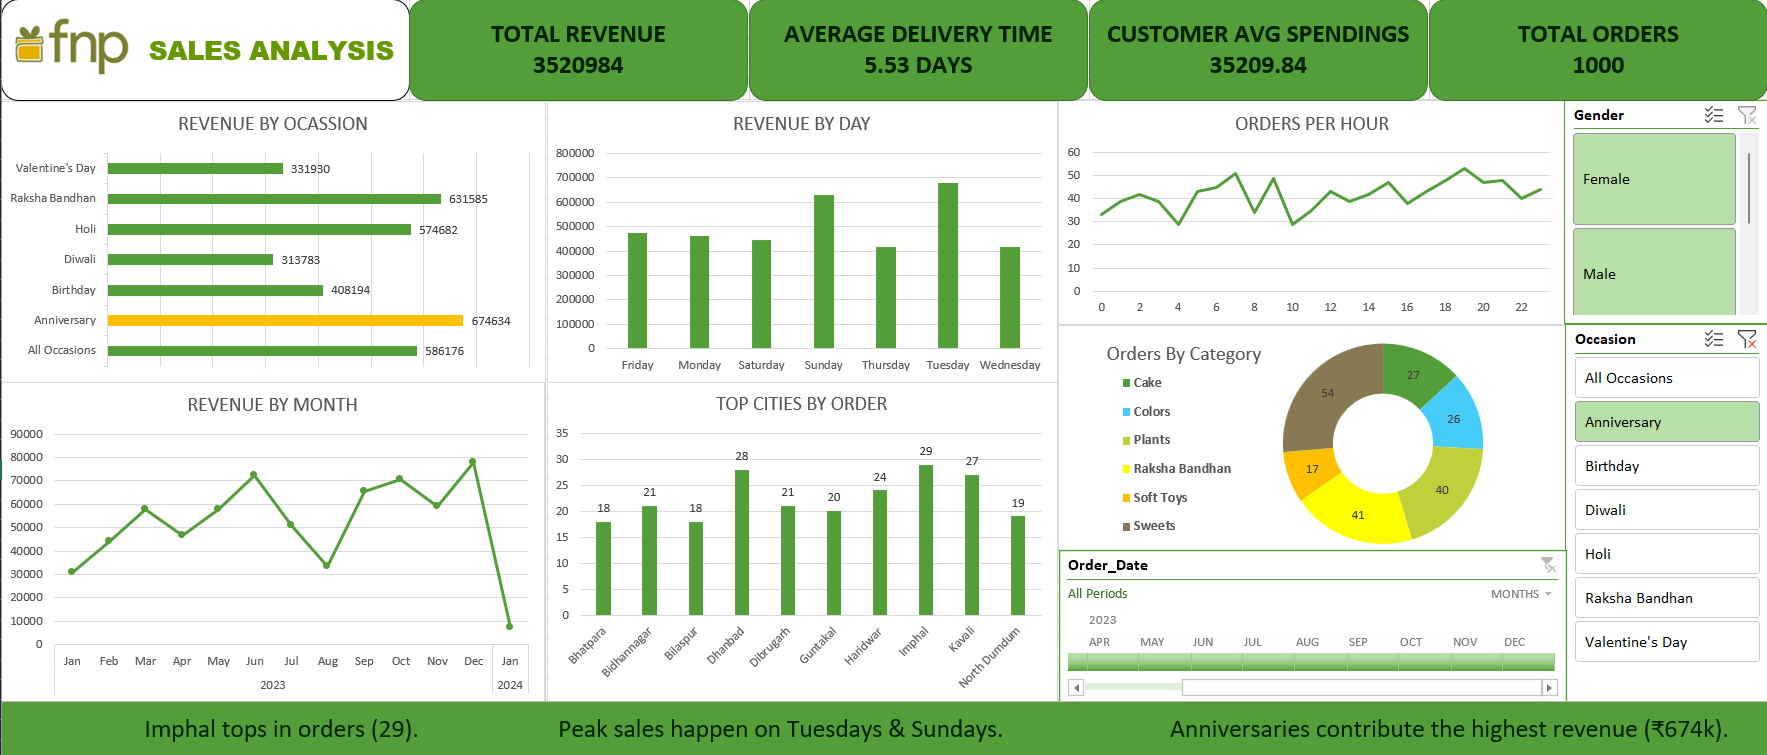 fnp SALES ANALYSIS
TOTAL REVENUE
3520984
AVERAGE DELIVERY TIME
5.53 DAYS
CUSTOMER AVG SPENDINGS
35209.84
TOTAL ORDERS
1000
REVENUE BY OCASSION
Valentine's Day 331930
Raksha Bandhan 631585
Holi 574682
Diwali 313783
Birthday 408194
Anniversary 674634
All Occasions 586176
REVENUE BY DAY
800000
700000
600000
500000
400000
300000
200000
100000
0
Friday Monday Saturday Sunday Thursday Tuesday Wednesday
ORDERS PER HOUR
60
50
40
30
20
10
0
0 2 4 6 8 10 12 14 16 18 20 22
Gender
Female
Male
REVENUE BY MONTH
90000
80000
70000
60000
50000
40000
30000
20000
10000
0
Jan Feb Mar Apr May Jun Jul Aug Sep Oct Nov Dec Jan
2023 2024
TOP CITIES BY ORDER
35
30
25
20
15
10
5
0
18 21 18 28 21 20 24 29 27 19
Bhatpara Bidhannagar Bilaspur Dhanbad Dibrugarh Guntakal Haridwar Imphal Kavali North Dumdum
Orders By Category
Cake
Colors
Plants
Raksha Bandhan
Soft Toys
Sweets
27
26
40
41
17
54
Order_Date
All Periods MONTHS
2023
APR MAY JUN JUL AUG SEP OCT NOV DEC
Occasion
All Occasions
Anniversary
Birthday
Diwali
Holi
Raksha Bandhan
Valentine's Day
Imphal tops in orders (29). Peak sales happen on Tuesdays & Sundays. Anniversaries contribute the highest revenue (₹674k).